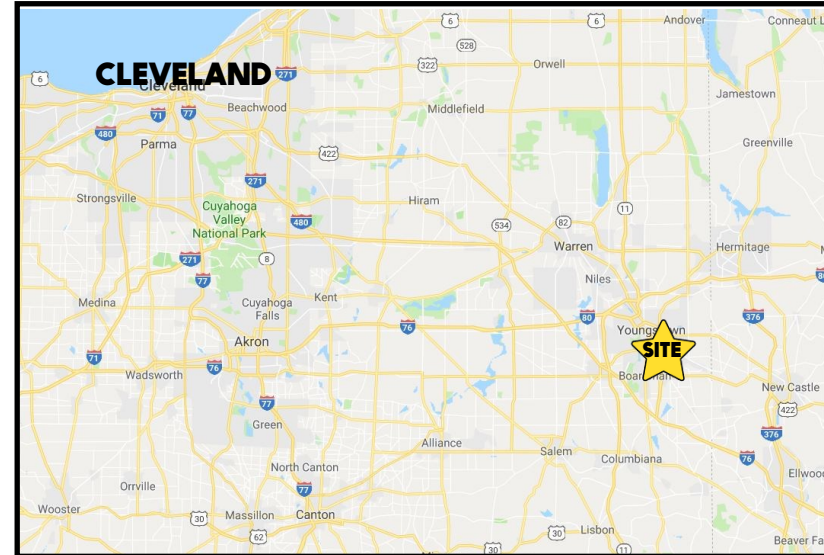 6
6
Andover
Conneaut L
528
322
Orwell
CLEVELAND
271
6
Cleveland
Jamestown
Beachwood
Middlefield
71
77
480
Parma
Greenville
422
271
Strongsville
Cuyahoga
Valley
National Park
Hiram
11
480
534
82
Warren
Hermitage
271
8
77
Niles
80
Medina
Cuyahoga
Falls
Kent
76
80
376
Youngstown
Akron
SITE
71
76
Wadsworth
Boardman
New Castle
77
422
Green
376
Alliance
Salem
Columbiana
76
North Canton
Ellwood
77
Orrville
Wooster
30
Massillon
Canton
62
30
30
Lisbon
11
Beaver Fa